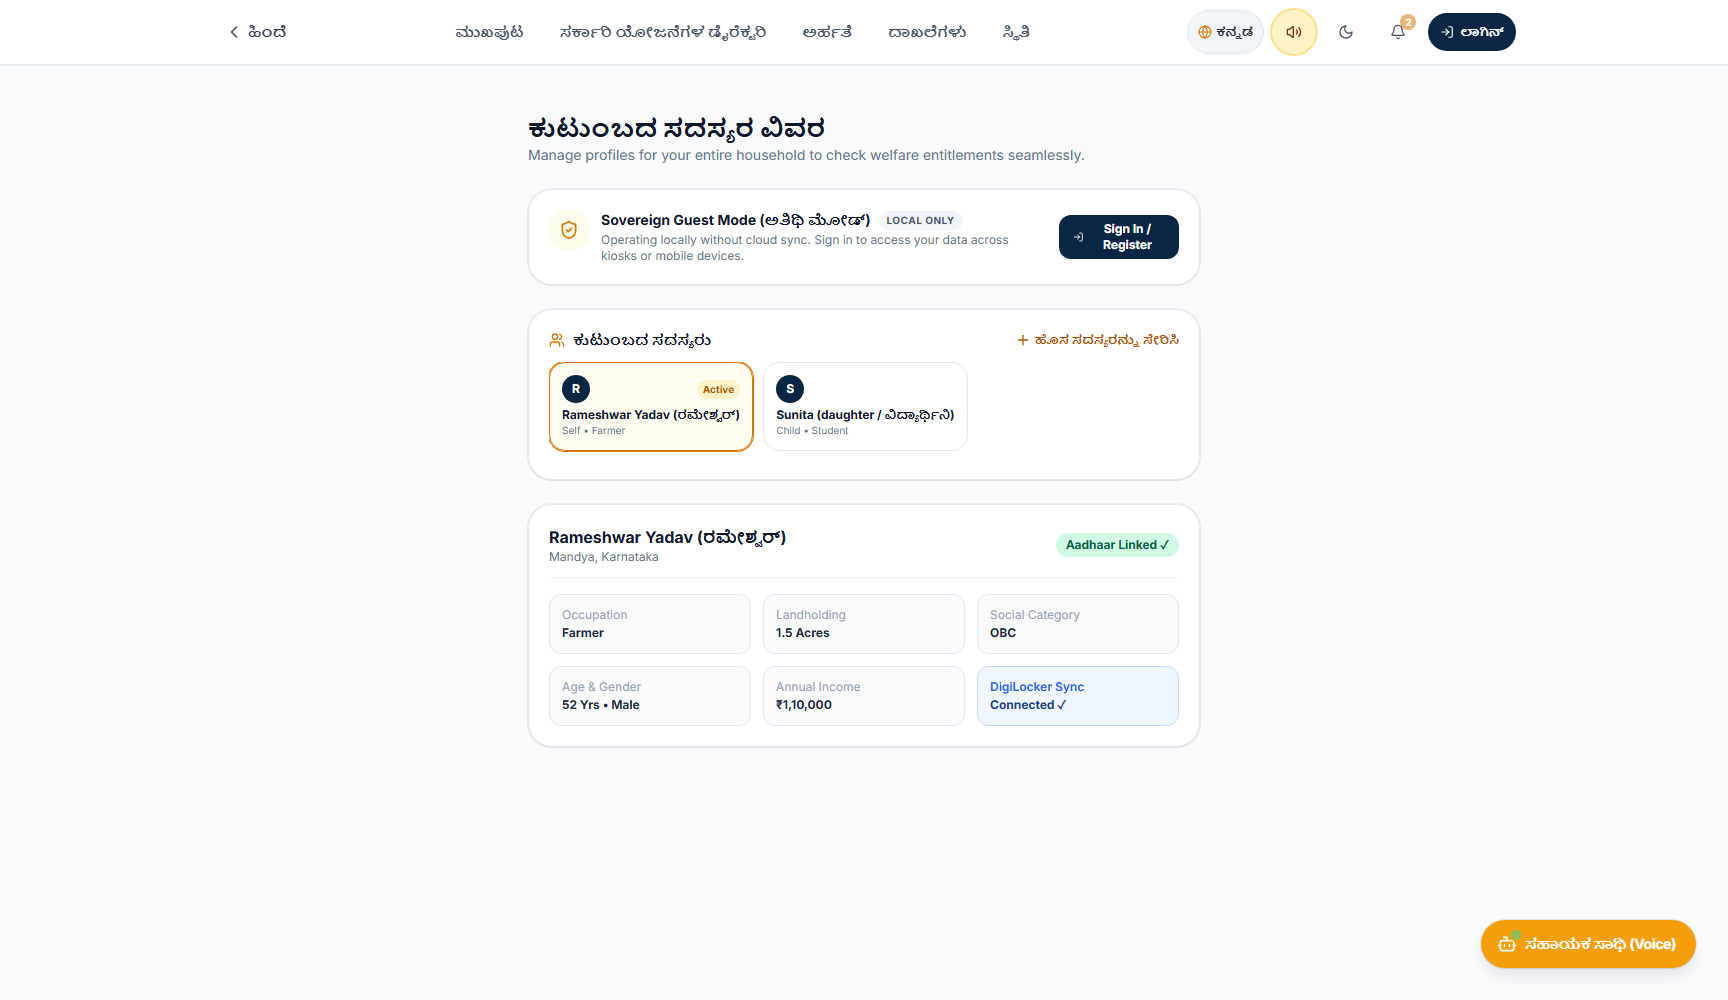 ಹಿಂದೆ
ಮುಖಪುಟ
ಸರ್ಕಾರಿ ಯೋಜನೆಗಳ ಡೈರೆಕ್ಟರಿ
ಅರ್ಹತೆ
ದಾಖಲೆಗಳು
ಸ್ಥಿತಿ
ಕನ್ನಡ
2
ಲಾಗಿನ್
ಕುಟುಂಬದ ಸದಸ್ಯರ ವಿವರ
Manage profiles for your entire household to check welfare entitlements seamlessly.
Sovereign Guest Mode (ಅತಿಥಿ ಮೋಡ್) LOCAL ONLY
Operating locally without cloud sync. Sign in to access your data across
kiosks or mobile devices.
Sign In /
Register
ಕುಟುಂಬದ ಸದಸ್ಯರು
+ ಹೊಸ ಸದಸ್ಯರನ್ನು ಸೇರಿಸಿ
R
Active
Rameshwar Yadav (ರಮೇಶ್ವರ್)
Self • Farmer
S
Sunita (daughter / ವಿದ್ಯಾರ್ಥಿನಿ)
Child • Student
Rameshwar Yadav (ರಮೇಶ್ವರ್)
Mandya, Karnataka
Aadhaar Linked ✓
Occupation
Farmer
Landholding
1.5 Acres
Social Category
OBC
Age & Gender
52 Yrs • Male
Annual Income
₹1,10,000
DigiLocker Sync
Connected ✓
ಸಹಾಯಕ ಸಾಥಿ (Voice)